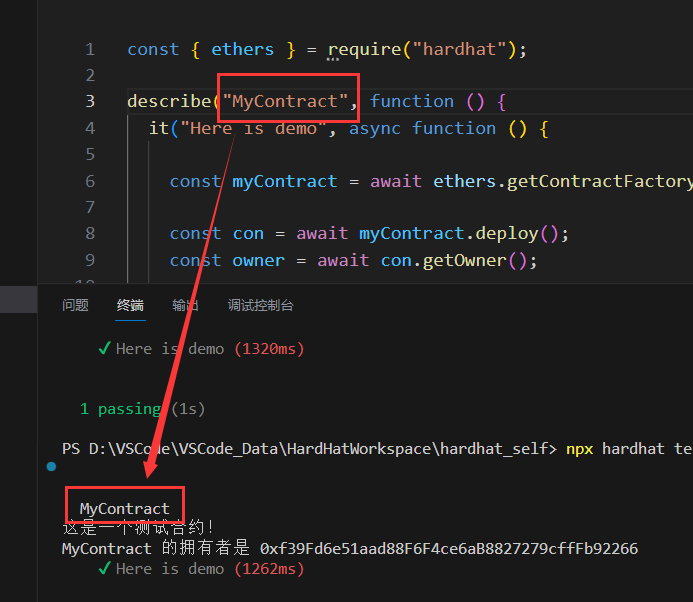 1 const { ethers } = require("hardhat");
2
3 describe("MyContract", function () {
4 it("Here is demo", async function () {
5
6 const myContract = await ethers.getContractFactory
7
8 const con = await myContract.deploy();
9 const owner = await con.getOwner();
问题 终端 输出 调试控制台
✓ Here is demo (1320ms)
1 passing (1s)
PS D:\VSCode\VSCode_Data\HardHatWorkspace\hardhat_self> npx hardhat te
MyContract
这是一个测试合约!
MyContract 的拥有者是 0xf39Fd6e51aad88F6F4ce6aB8827279cffFb92266
✓ Here is demo (1262ms)